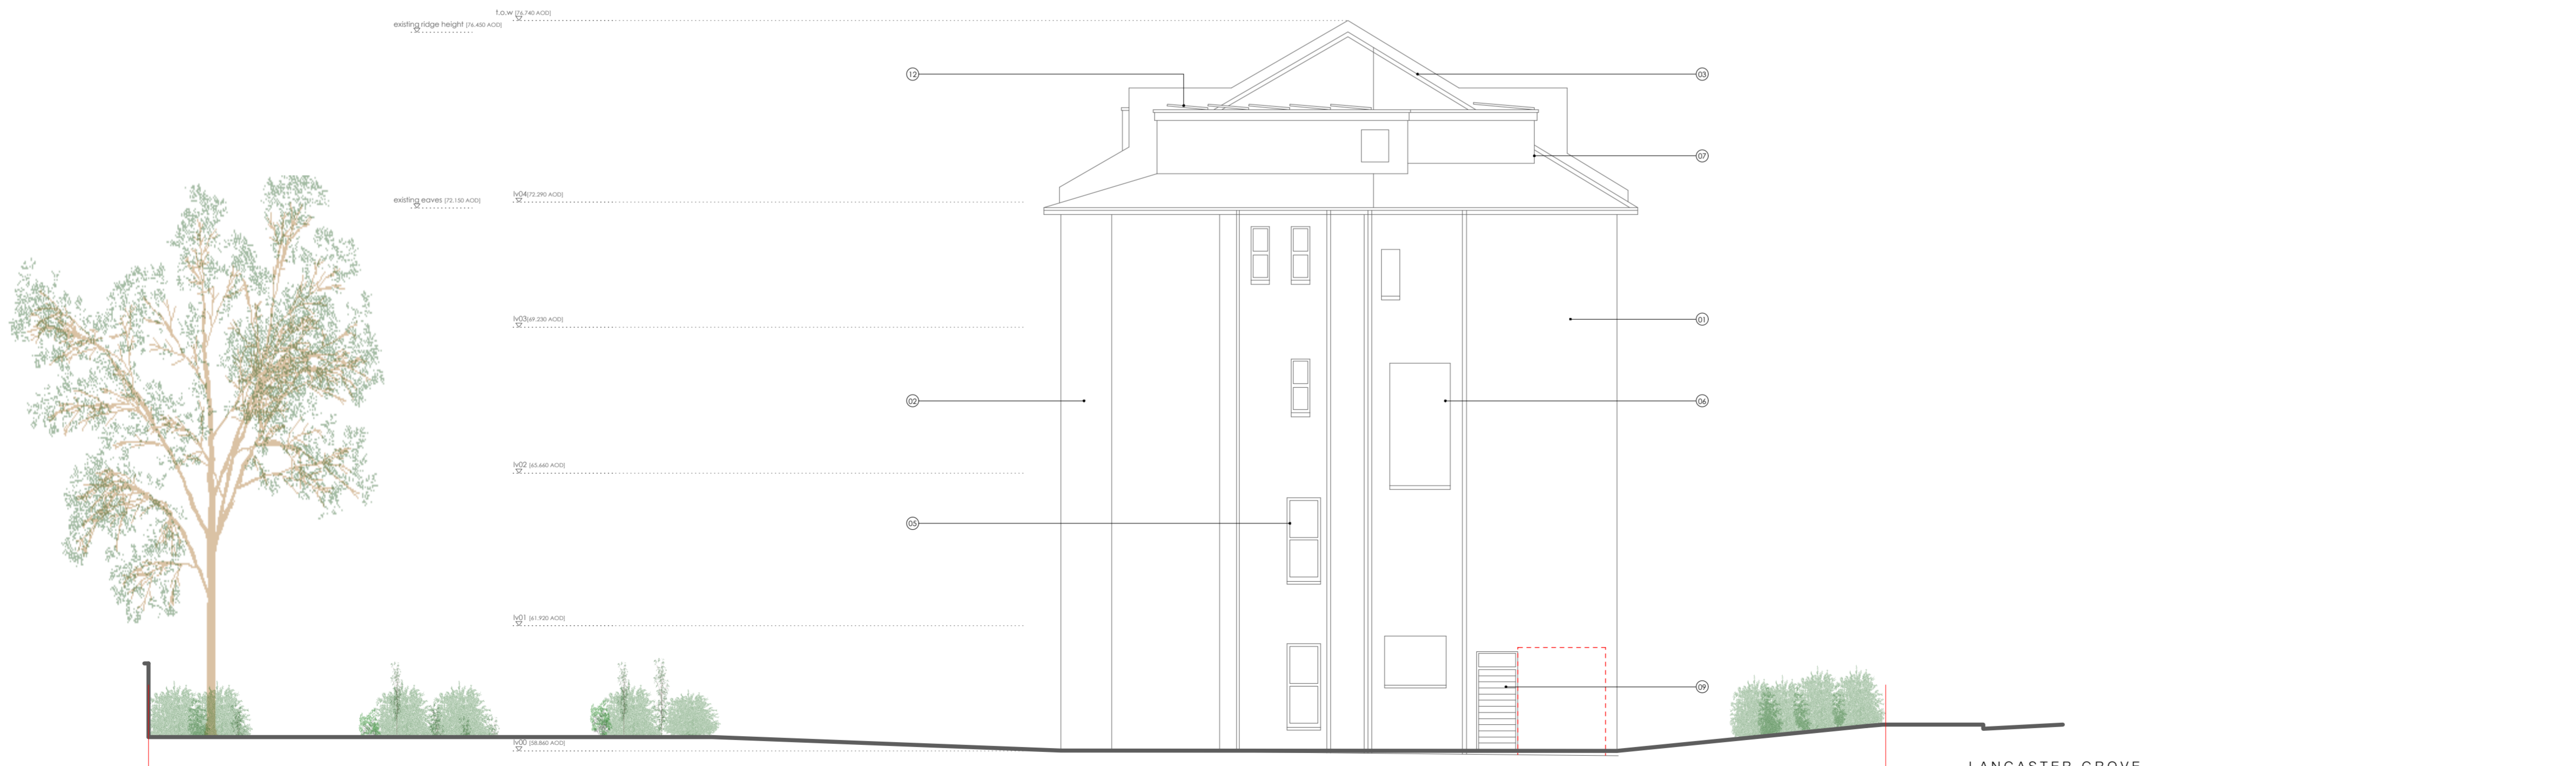 t.o.w (76.740 AOD)
existing ridge height (76.450 AOD)
12
03
07
lv04(72.290 AOD)
existing eaves (72.150 AOD)
lv03(69.230 AOD)
01
02
06
lv02 (65.660 AOD)
05
lv01 (61.920 AOD)
09
lv00 (58.860 AOD)
LANCASTER GROVE